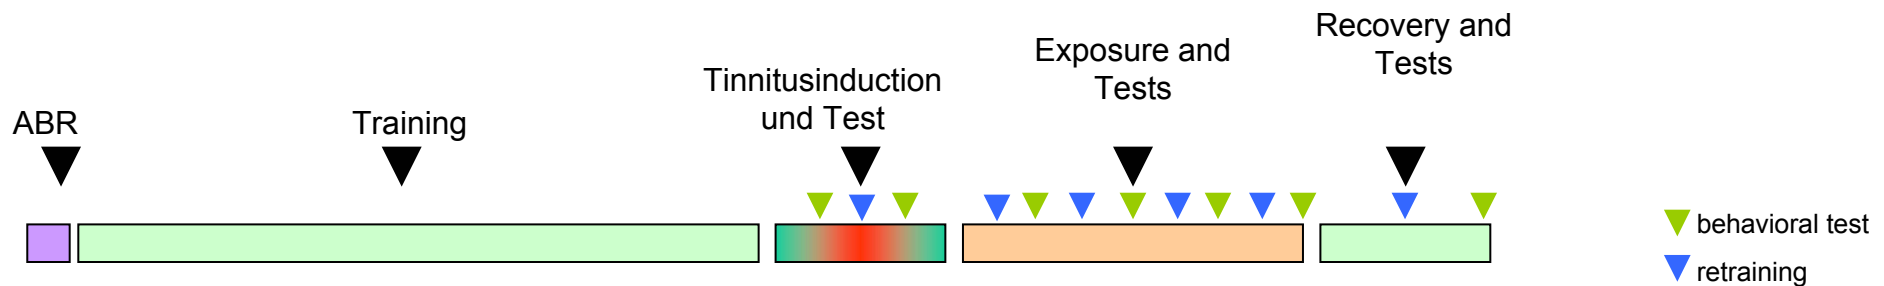 ABR
Training
Tinnitusinduction
und Test
Exposure and
Tests
Recovery and
Tests
behavioral test
retraining